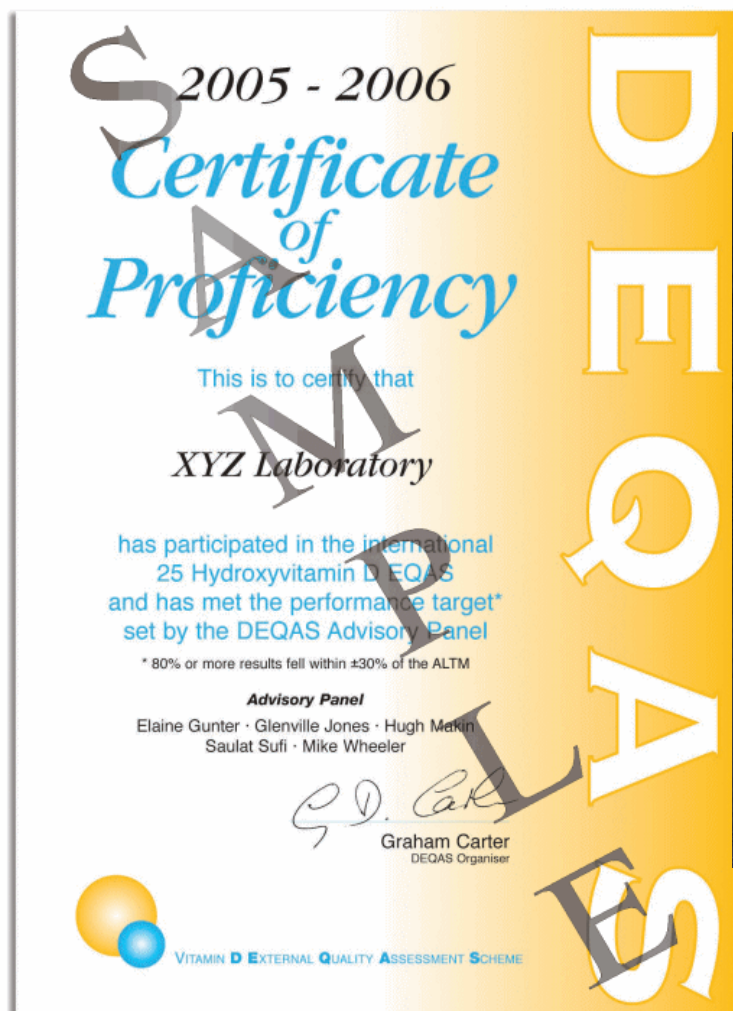 2005 - 2006
Certificate
of
Proficiency
This is to certify that
XYZ Laboratory
has participated in the international
25 Hydroxyvitamin D EQAS
and has met the performance target*
set by the DEQAS Advisory Panel
* 80% or more results fell within ±30% of the ALTM
Advisory Panel
Elaine Gunter · Glenville Jones · Hugh Makin
Saulat Sufi · Mike Wheeler
G D. Carter
Graham Carter
DEQAS Organiser
VITAMIN D EXTERNAL QUALITY ASSESSMENT SCHEME
DEQAS
SAMPLE